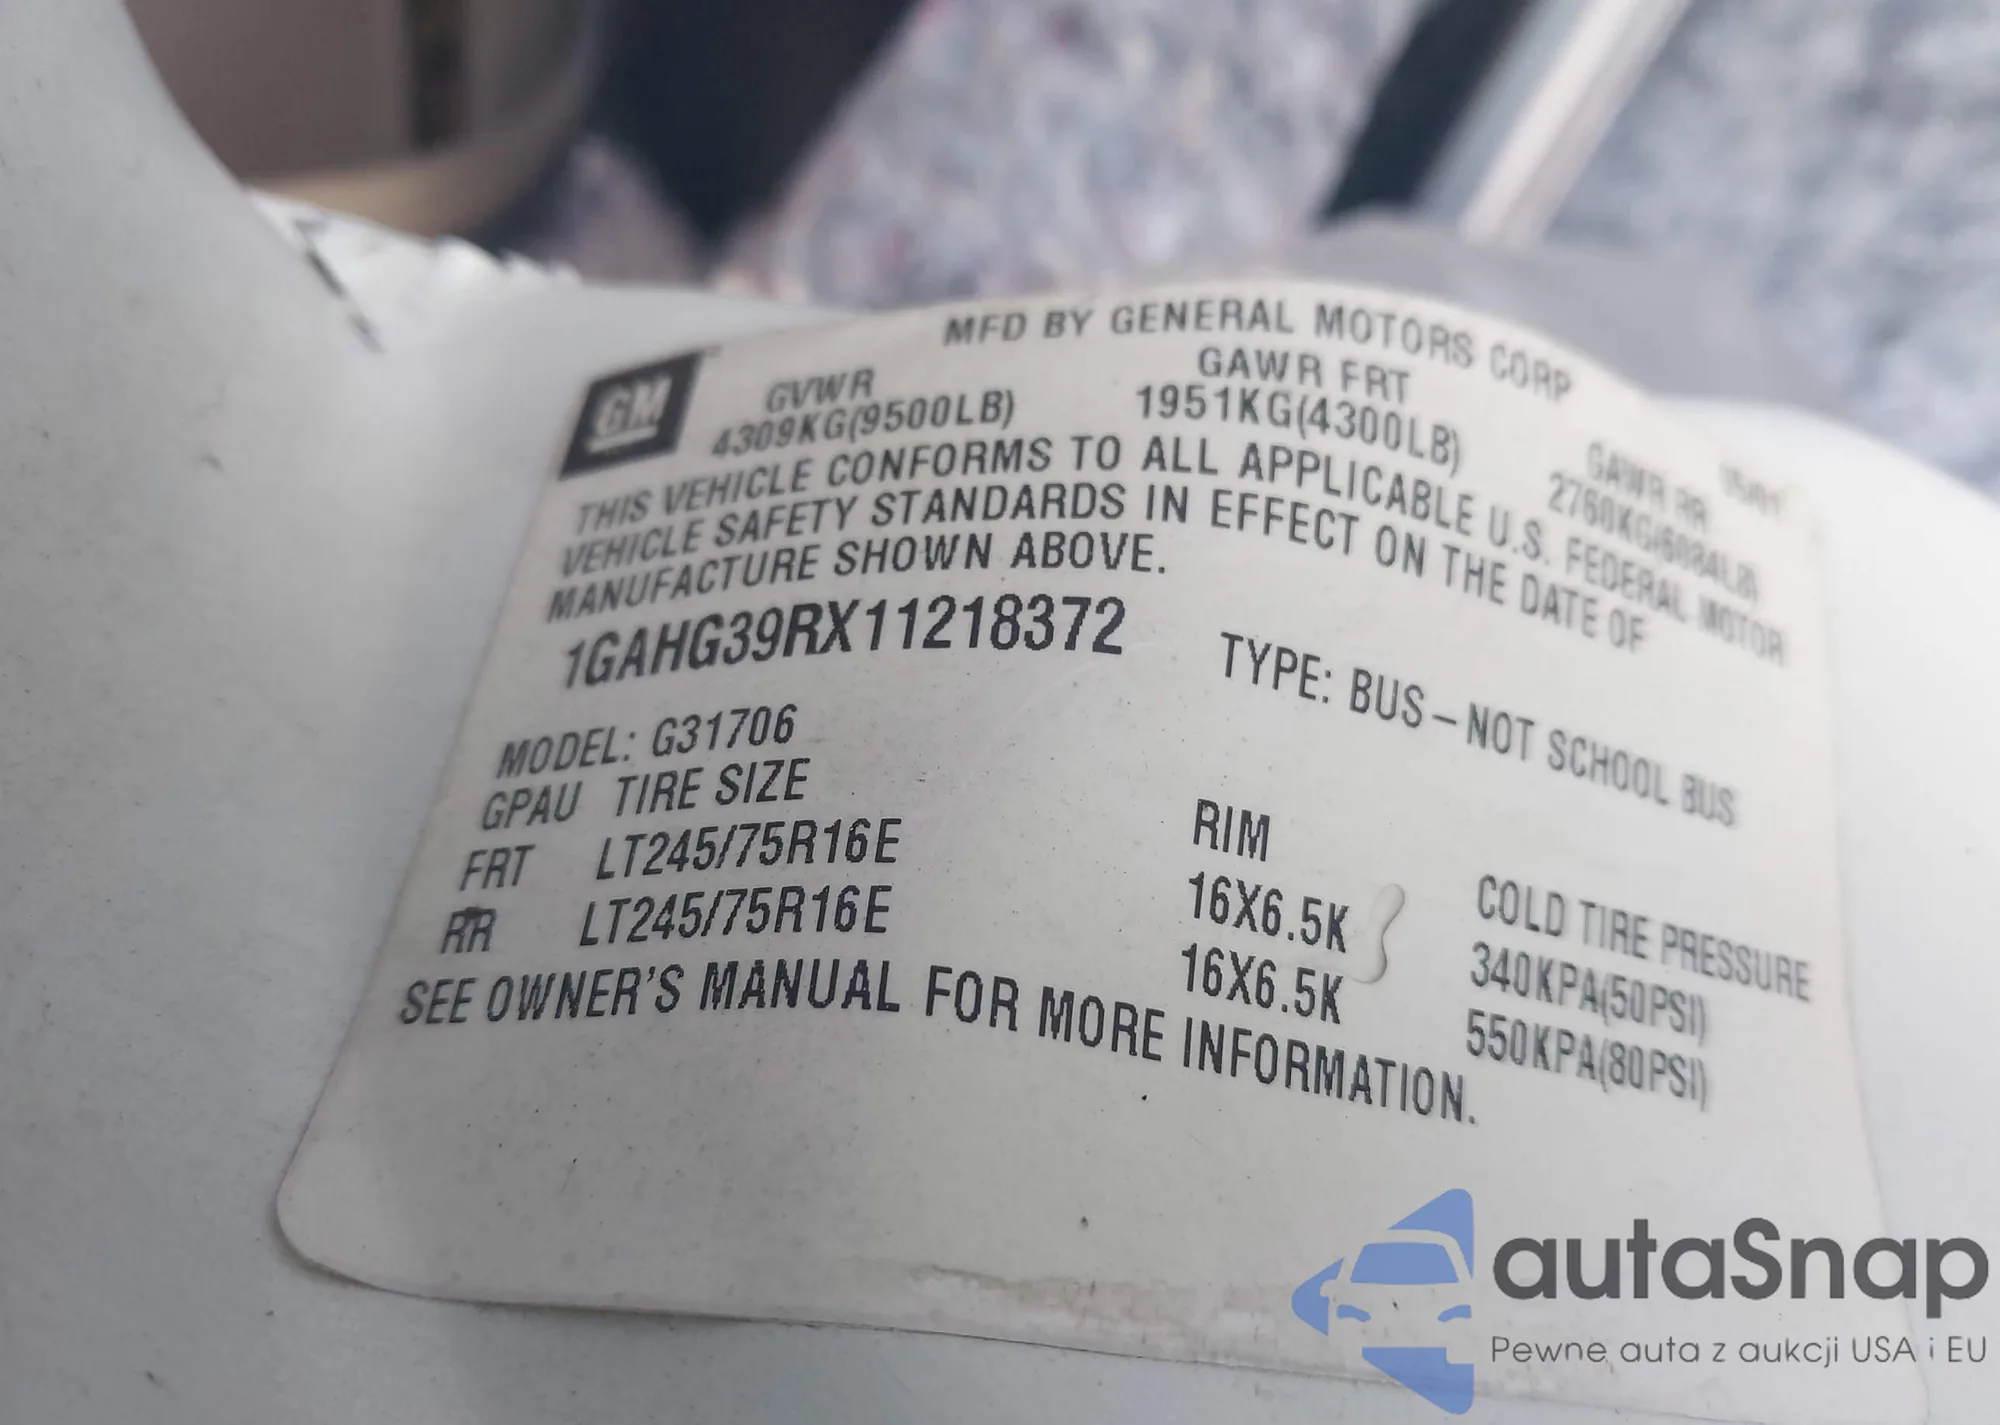 GM
MFD BY GENERAL MOTORS CORP
GVWR GAWR FRT GAWR RR 05/01
4309KG(9500LB) 1951KG(4300LB) 2760KG(6084LB)
THIS VEHICLE CONFORMS TO ALL APPLICABLE U.S. FEDERAL MOTOR
VEHICLE SAFETY STANDARDS IN EFFECT ON THE DATE OF
MANUFACTURE SHOWN ABOVE.
1GAHG39RX11218372 TYPE: BUS – NOT SCHOOL BUS
MODEL: G31706
GPAU TIRE SIZE RIM COLD TIRE PRESSURE
FRT LT245/75R16E 16X6.5K 340KPA(50PSI)
RR LT245/75R16E 16X6.5K 550KPA(80PSI)
SEE OWNER'S MANUAL FOR MORE INFORMATION.
autaSnap
Pewne auta z aukcji USA i EU